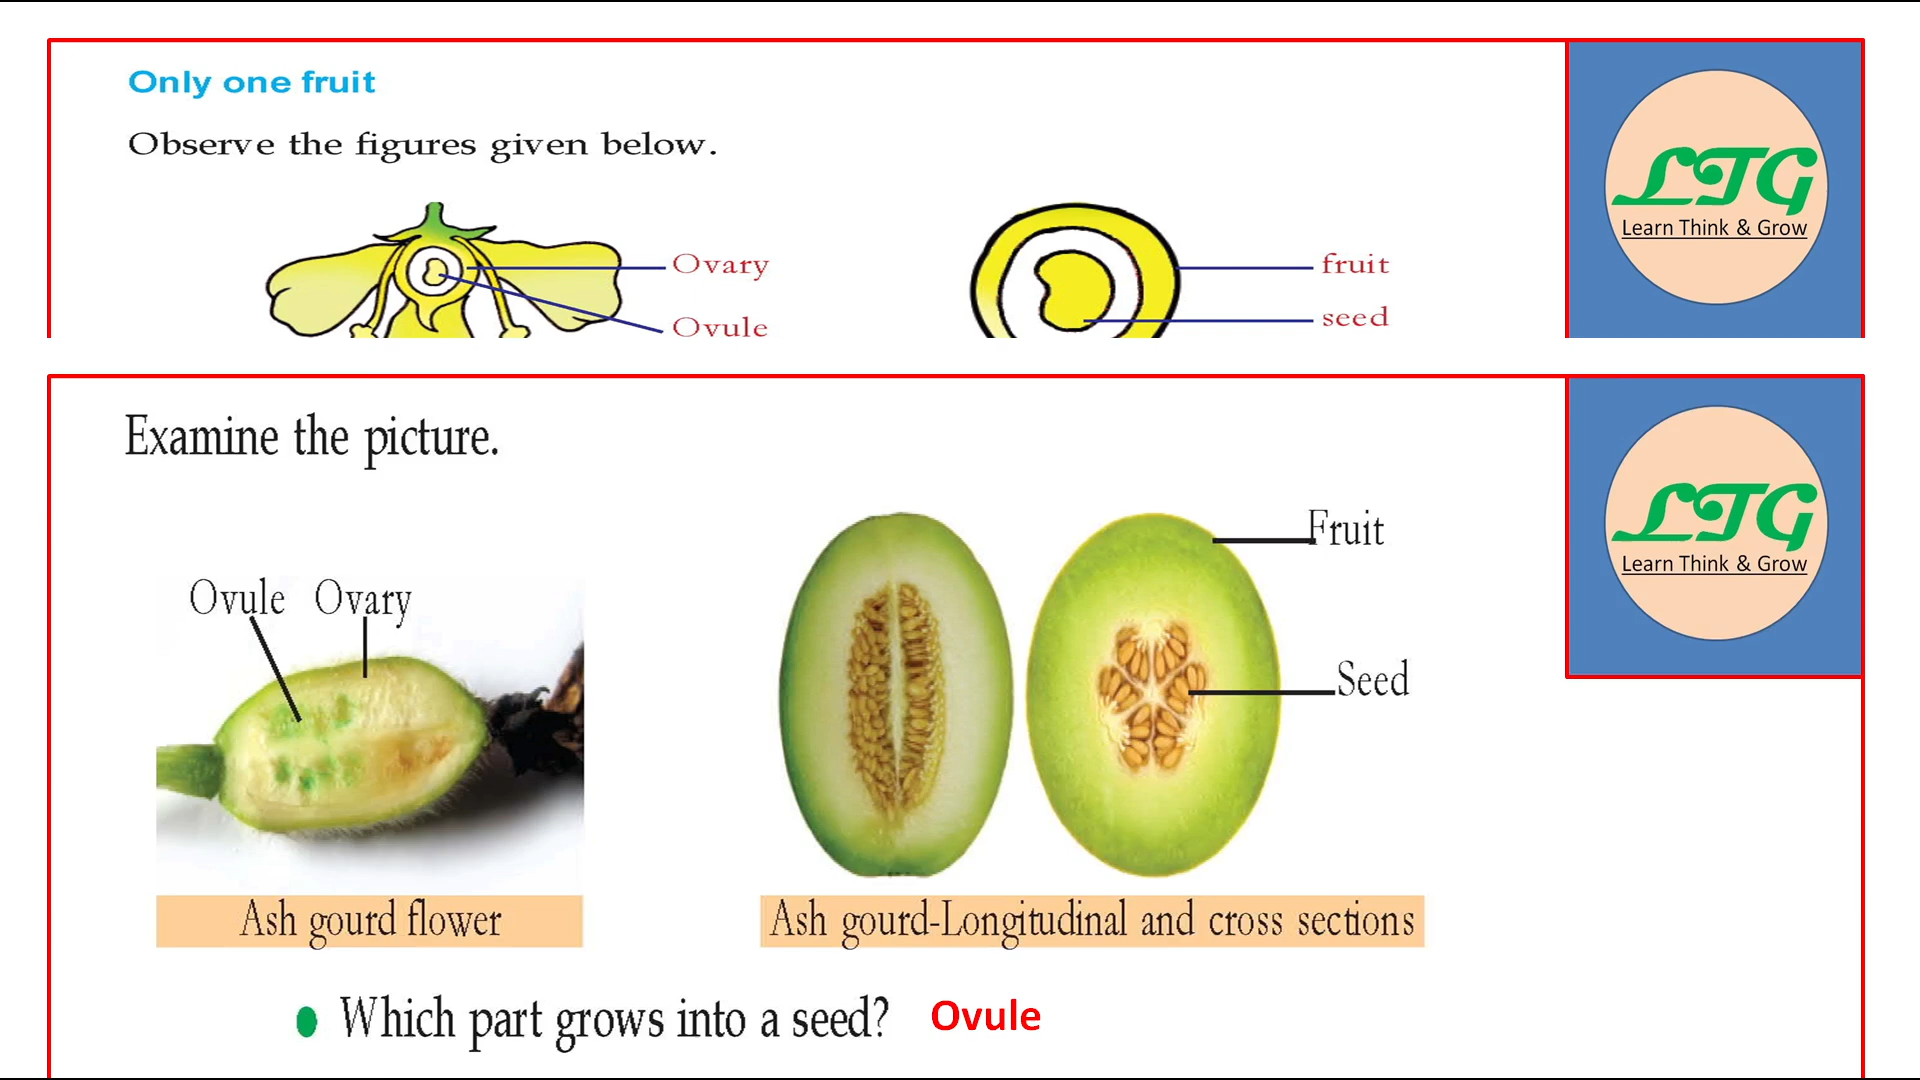 Only one fruit
Observe the figures given below.
LTG
Learn Think & Grow
Ovary
Ovule
fruit
seed
Examine the picture.
LTG
Learn Think & Grow
Ovule Ovary
Fruit
Seed
Ash gourd flower
Ash gourd-Longitudinal and cross sections
Which part grows into a seed? Ovule